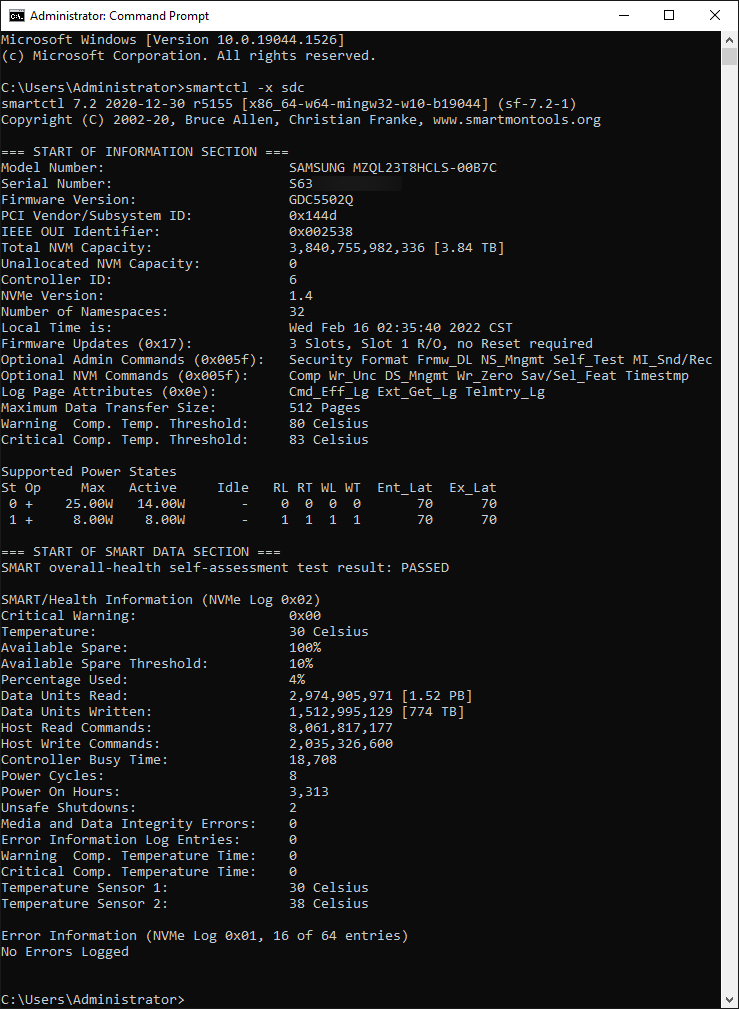 Administrator: Command Prompt
Microsoft Windows [Version 10.0.19044.1526]
(c) Microsoft Corporation. All rights reserved.
C:\Users\Administrator>smartctl -x sdc
smartctl 7.2 2020-12-30 r5155 [x86_64-w64-mingw32-w10-b19044] (sf-7.2-1)
Copyright (C) 2002-20, Bruce Allen, Christian Franke, www.smartmontools.org
=== START OF INFORMATION SECTION ===
Model Number: SAMSUNG MZQL23T8HCLS-00B7C
Serial Number: S63
Firmware Version: GDC5502Q
PCI Vendor/Subsystem ID: 0x144d
IEEE OUI Identifier: 0x002538
Total NVM Capacity: 3,840,755,982,336 [3.84 TB]
Unallocated NVM Capacity: 0
Controller ID: 6
NVMe Version: 1.4
Number of Namespaces: 32
Local Time is: Wed Feb 16 02:35:40 2022 CST
Firmware Updates (0x17): 3 Slots, Slot 1 R/O, no Reset required
Optional Admin Commands (0x005f): Security Format Frmw_DL NS_Mngmt Self_Test MI_Snd/Rec
Optional NVM Commands (0x005f): Comp Wr_Unc DS_Mngmt Wr_Zero Sav/Sel_Feat Timestmp
Log Page Attributes (0x0e): Cmd_Eff_Lg Ext_Get_Lg Telmtry_Lg
Maximum Data Transfer Size: 512 Pages
Warning  Comp. Temp. Threshold: 80 Celsius
Critical Comp. Temp. Threshold: 83 Celsius
Supported Power States
St Op     Max   Active     Idle   RL RT WL WT  Ent_Lat  Ex_Lat
 0 +    25.00W   14.00W       -    0  0  0  0       70      70
 1 +     8.00W    8.00W       -    1  1  1  1       70      70
=== START OF SMART DATA SECTION ===
SMART overall-health self-assessment test result: PASSED
SMART/Health Information (NVMe Log 0x02)
Critical Warning: 0x00
Temperature: 30 Celsius
Available Spare: 100%
Available Spare Threshold: 10%
Percentage Used: 4%
Data Units Read: 2,974,905,971 [1.52 PB]
Data Units Written: 1,512,995,129 [774 TB]
Host Read Commands: 8,061,817,177
Host Write Commands: 2,035,326,600
Controller Busy Time: 18,708
Power Cycles: 8
Power On Hours: 3,313
Unsafe Shutdowns: 2
Media and Data Integrity Errors: 0
Error Information Log Entries: 0
Warning  Comp. Temperature Time: 0
Critical Comp. Temperature Time: 0
Temperature Sensor 1: 30 Celsius
Temperature Sensor 2: 38 Celsius
Error Information (NVMe Log 0x01, 16 of 64 entries)
No Errors Logged
C:\Users\Administrator>